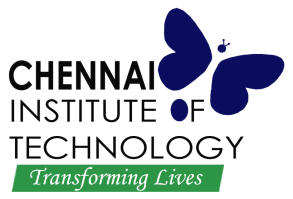 CHENNAI
INSTITUTE OF
TECHNOLOGY
Transforming Lives